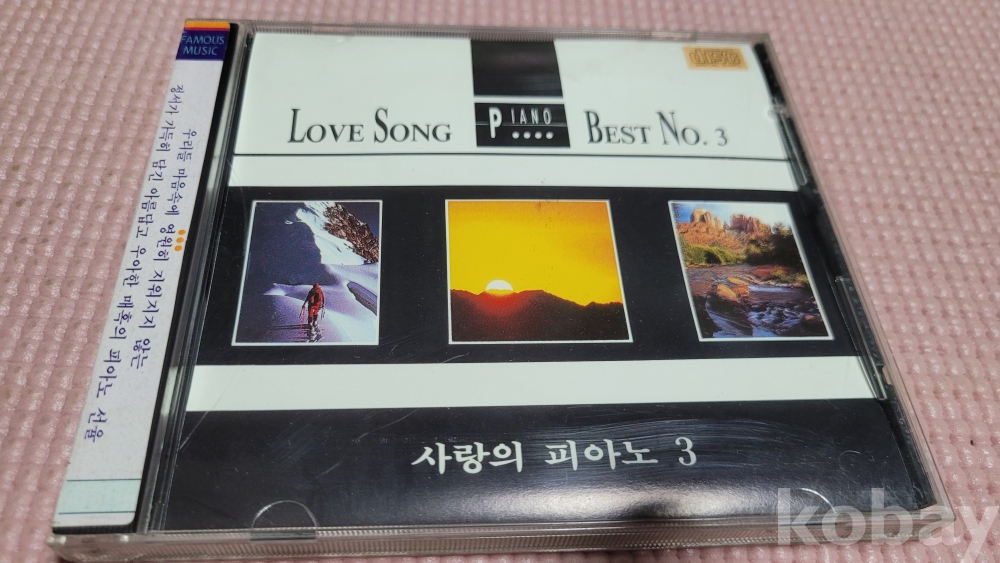 FAMOUS
MUSIC
우리들 마음속에 영원히 지워지지 않는
정서가 가득히 담긴 아름답고 우아한 매혹의 피아노 선율
LOVE SONG
PIANO
BEST NO. 3
사랑의 피아노 3
kobay